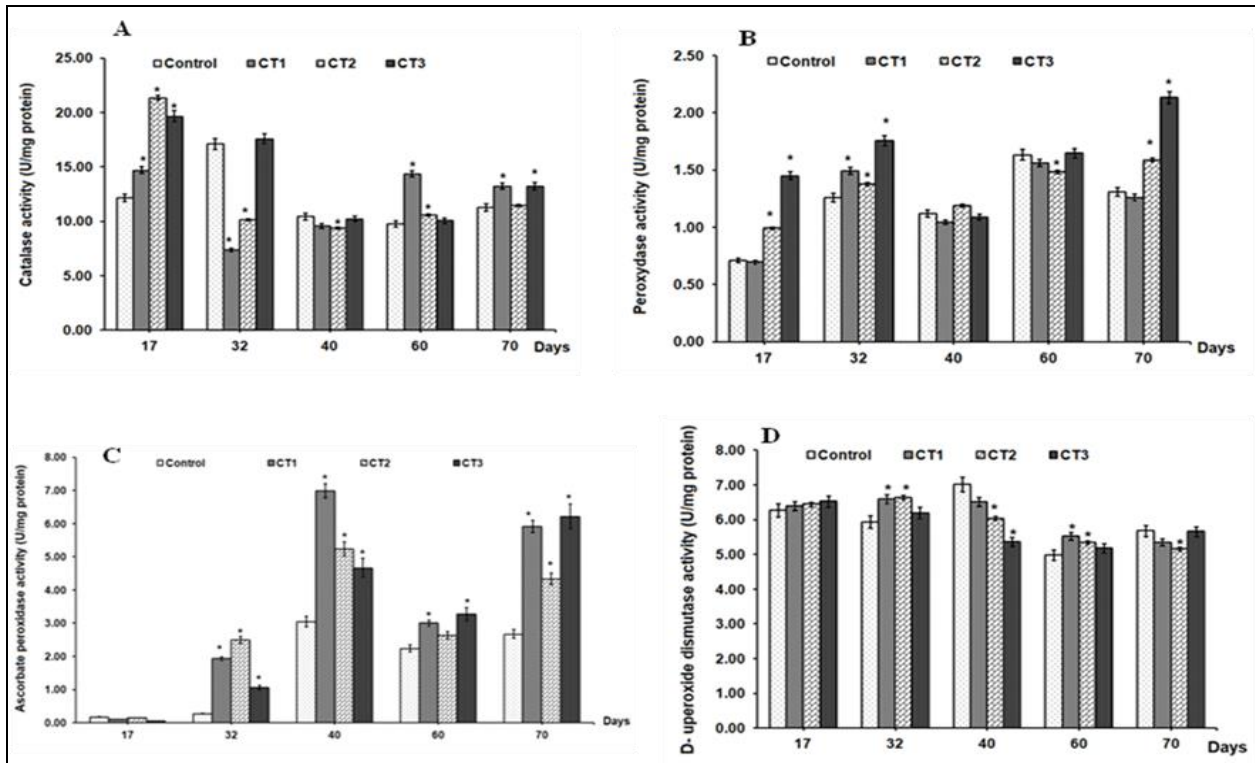 A
Catalase activity (U/mg protein)
25.00
20.00
15.00
10.00
5.00
0.00
Control CT1 CT2 CT3
* * *
* *
*
* *
* *
17 32 40 60 70 Days
B
Peroxydase activity (U/mg protein)
2.50
2.00
1.50
1.00
0.50
0.00
Control CT1 CT2 CT3
* *
* * *
*
* *
17 32 40 60 70 Days
C
Ascorbate peroxidase activity (U/mg protein)
8.00
7.00
6.00
5.00
4.00
3.00
2.00
1.00
0.00
Control CT1 CT2 CT3
* * *
* * *
* *
* * *
17 32 40 60 70 Days
D
D- uperoxide dismutase activity (U/mg protein)
8.00
7.00
6.00
5.00
4.00
3.00
2.00
1.00
0.00
Control CT1 CT2 CT3
* *
* *
* *
*
17 32 40 60 70 Days